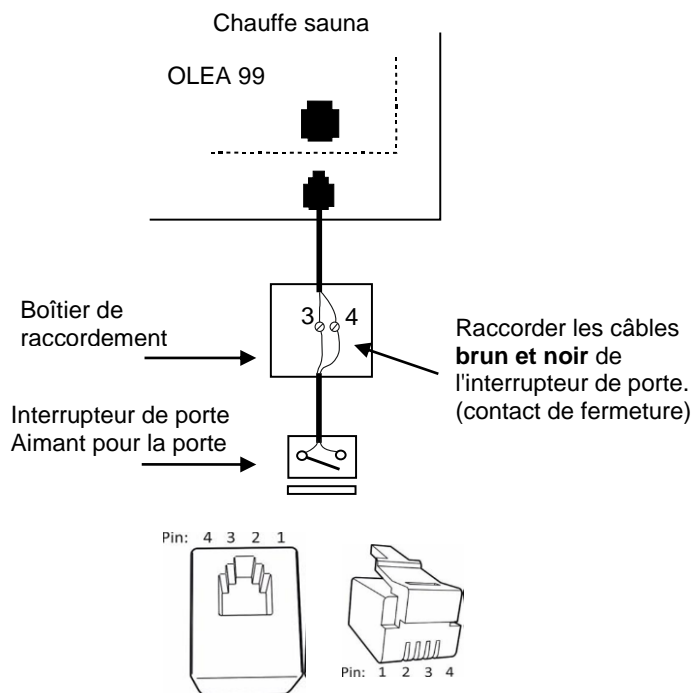 Chauffe sauna
OLEA 99
3 4
Boîtier de
raccordement
Raccorder les câbles
brun et noir de
l'interrupteur de porte.
(contact de fermeture)
Interrupteur de porte
Aimant pour la porte
Pin: 4 3 2 1
Pin: 1 2 3 4